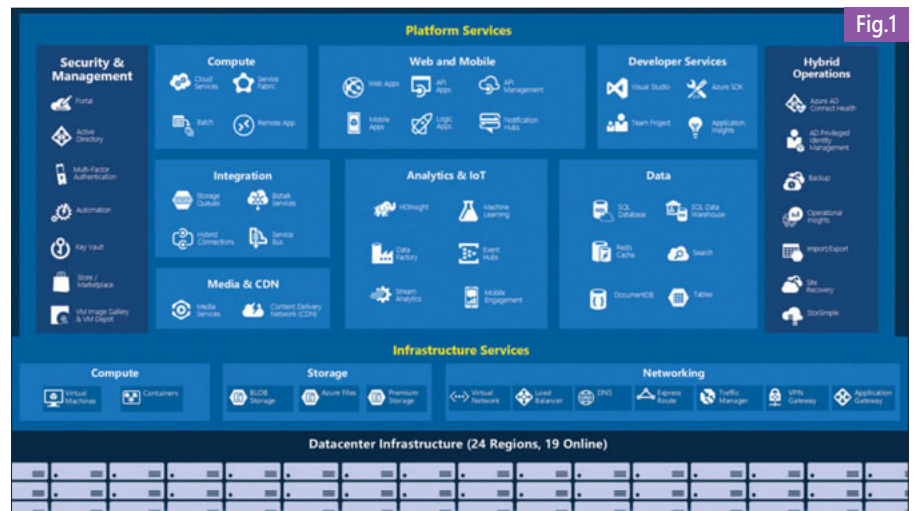 Fig.1
Platform Services
Security &
Management
Portal
Active
Directory
Multi-Factor
Authentication
Automation
Key Vault
Store /
Marketplace
VM Image Gallery
& VM Depot
Compute
Cloud
Services
Service
Fabric
Batch
Remote App
Web and Mobile
Web Apps
API
Apps
API
Management
Mobile
Apps
Logic
Apps
Notification
Hubs
Developer Services
Visual Studio
Azure SDK
Team Project
Application
Insights
Hybrid
Operations
Azure AD
Connect Health
AD Privileged
Identity
Management
Backup
Operational
Insights
Import/Export
Site
Recovery
StorSimple
Integration
Storage
Queues
Biztalk
Services
Hybrid
Connections
Service
Bus
Analytics & IoT
HDInsight
Machine
Learning
Data
Factory
Event
Hubs
Stream
Analytics
Mobile
Engagement
Data
SQL
Database
SQL Data
Warehouse
Redis
Cache
Search
DocumentDB
Tables
Media & CDN
Media
Services
Content Delivery
Network (CDN)
Infrastructure Services
Compute
Virtual
Machines
Containers
Storage
BLOB
Storage
Azure Files
Premium
Storage
Networking
Virtual
Network
Load
Balancer
DNS
Express
Route
Traffic
Manager
VPN
Gateway
Application
Gateway
Datacenter Infrastructure (24 Regions, 19 Online)